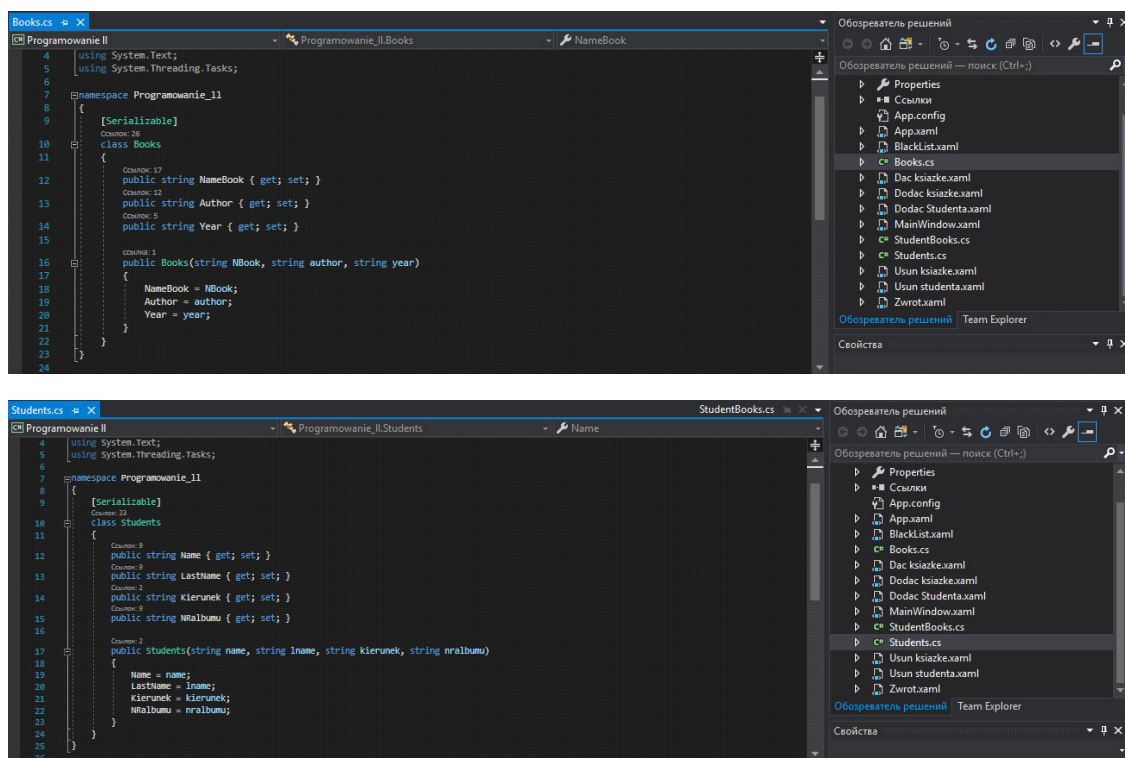 Books.cs
Programowanie II
Programowanie_II.Books
NameBook
4 using System.Text;
5 using System.Threading.Tasks;
6
7 namespace Programowanie_ll
8 {
9 [Serializable]
Ссылок: 26
10 class Books
11 {
Ссылок: 17
12 public string NameBook { get; set; }
Ссылок: 12
13 public string Author { get; set; }
Ссылок: 5
14 public string Year { get; set; }
15
ссылка: 1
16 public Books(string NBook, string author, string year)
17 {
18 NameBook = NBook;
19 Author = author;
20 Year = year;
21 }
22 }
23 }
24
Обозреватель решений
Обозреватель решений — поиск (Ctrl+;)
Properties
Ссылки
App.config
App.xaml
BlackList.xaml
C# Books.cs
Dac ksiazke.xaml
Dodac ksiazke.xaml
Dodac Studenta.xaml
MainWindow.xaml
C# StudentBooks.cs
C# Students.cs
Usun ksiazke.xaml
Usun studenta.xaml
Zwrot.xaml
Обозреватель решений Team Explorer
Свойства
Students.cs
StudentBooks.cs
Programowanie II
Programowanie_II.Students
Name
4 using System.Text;
5 using System.Threading.Tasks;
6
7 namespace Programowanie_ll
8 {
9 [Serializable]
Ссылок: 23
10 class Students
11 {
Ссылок: 9
12 public string Name { get; set; }
Ссылок: 9
13 public string LastName { get; set; }
Ссылок: 2
14 public string Kierunek { get; set; }
Ссылок: 9
15 public string NRalbumu { get; set; }
16
Ссылок: 2
17 public Students(string name, string lname, string kierunek, string nralbumu)
18 {
19 Name = name;
20 LastName = lname;
21 Kierunek = kierunek;
22 NRalbumu = nralbumu;
23 }
24 }
25 }
26
Обозреватель решений
Обозреватель решений — поиск (Ctrl+;)
Properties
Ссылки
App.config
App.xaml
BlackList.xaml
C# Books.cs
Dac ksiazke.xaml
Dodac ksiazke.xaml
Dodac Studenta.xaml
MainWindow.xaml
C# StudentBooks.cs
C# Students.cs
Usun ksiazke.xaml
Usun studenta.xaml
Zwrot.xaml
Обозреватель решений Team Explorer
Свойства